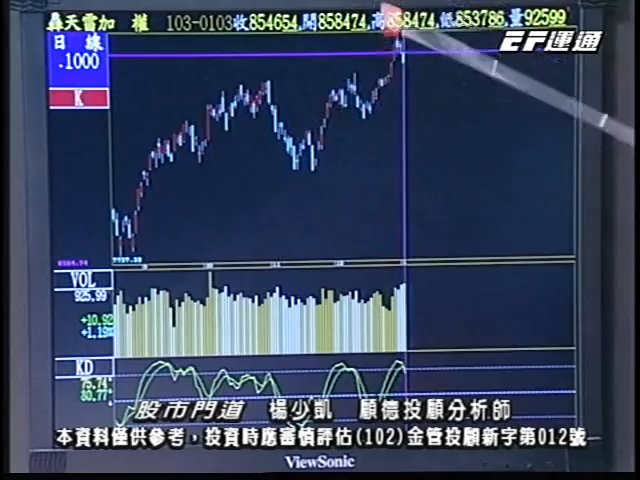 轟天雷加 權 103-0103收854654,開858474,高858474,低853786,量92599
EF運通
日 線
.1000
K
7737.33
VOL
925.99
+10.92
+1.19%
KD
75.74
80.77
股市門道 楊少凱 顧德投顧分析師
本資料僅供參考，投資時應審慎評估(102)金管投顧新字第012號
ViewSonic